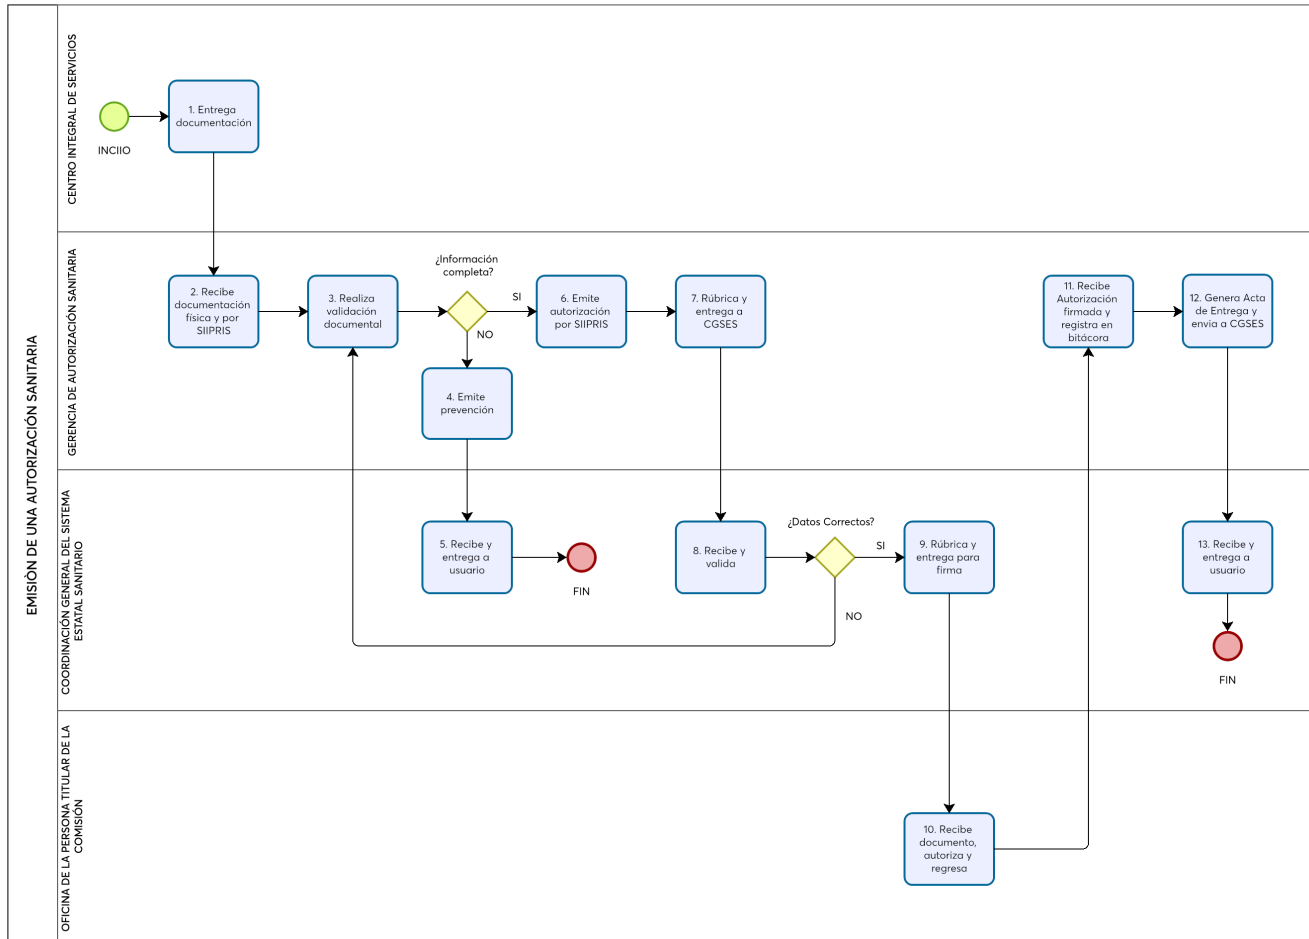 EMISIÓN DE UNA AUTORIZACIÓN SANITARIA
CENTRO INTEGRAL DE SERVICIOS
INCIIO
1. Entrega
documentación
GERENCIA DE AUTORIZACIÓN SANITARIA
2. Recibe
documentación
física y por
SIIPRIS
3. Realiza
validación
documental
¿Información
completa?
SI
NO
4. Emite
prevención
6. Emite
autorización
por SIIPRIS
7. Rúbrica y
entrega a
CGSES
11. Recibe
Autorización
firmada y
registra en
bitácora
12. Genera Acta
de Entrega y
envia a CGSES
COORDINACIÓN GENERAL DEL SISTEMA
ESTATAL SANITARIO
5. Recibe y
entrega a
usuario
FIN
8. Recibe y
valida
¿Datos Correctos?
SI
NO
9. Rúbrica y
entrega para
firma
13. Recibe y
entrega a
usuario
FIN
OFICINA DE LA PERSONA TITULAR DE LA
COMISIÓN
10. Recibe
documento,
autoriza y
regresa